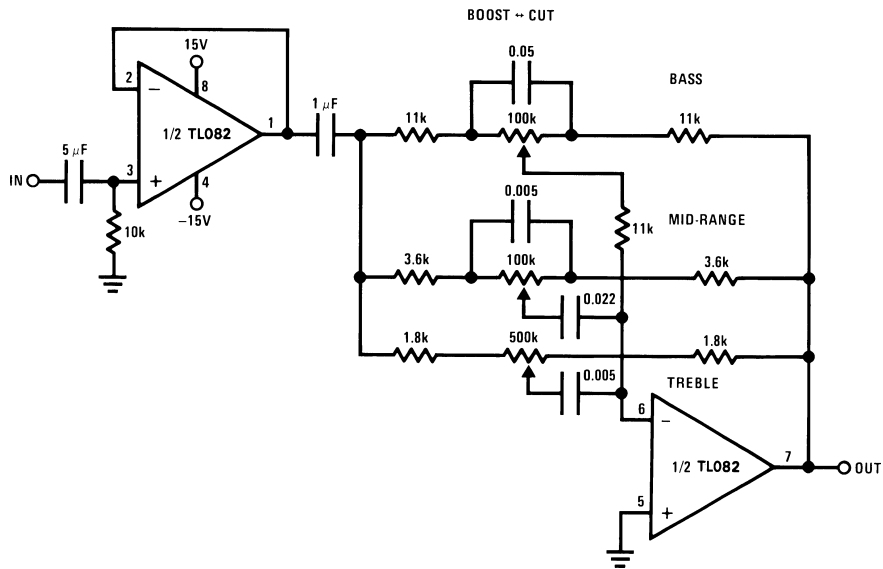 BOOST ↔ CUT
0.05
15V
2
8
BASS
−
1 μF
11k
100k
11k
1
1/2 TL082
5 μF
3
+
4
IN
−15V
10k
0.005
11k
MID-RANGE
3.6k
100k
3.6k
0.022
1.8k
500k
1.8k
0.005
TREBLE
6
−
1/2 TL082
7
OUT
5
+